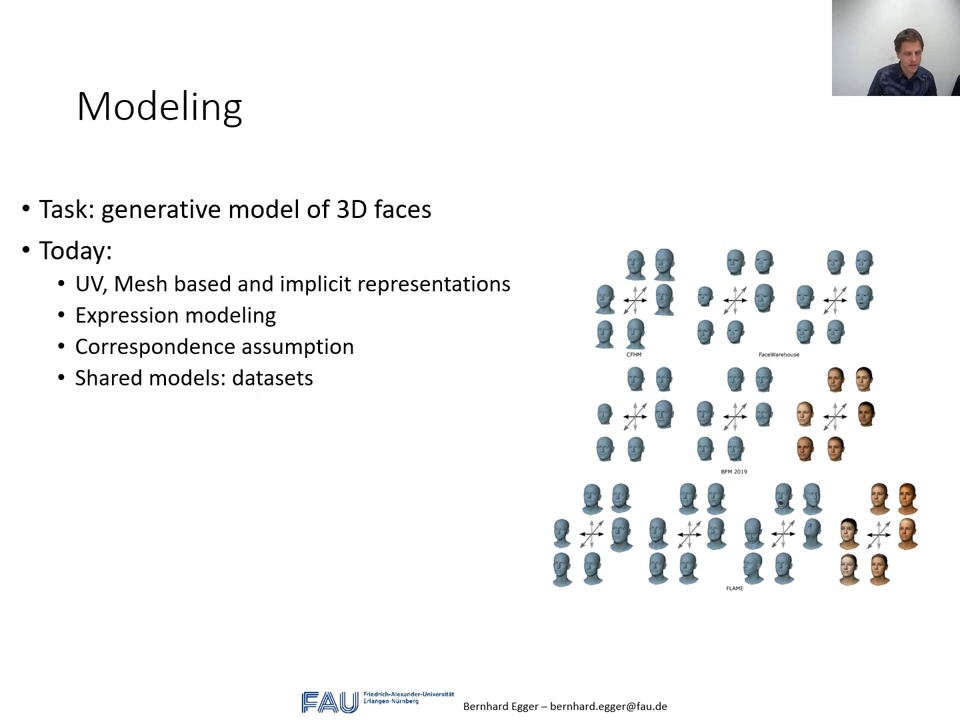 Modeling
• Task: generative model of 3D faces
• Today:
• UV, Mesh based and implicit representations
• Expression modeling
• Correspondence assumption
• Shared models: datasets
CFHM
FaceWarehouse
BFM 2019
FLAME
FAU Friedrich-Alexander-Universität
Erlangen-Nürnberg
Bernhard Egger – bernhard.egger@fau.de